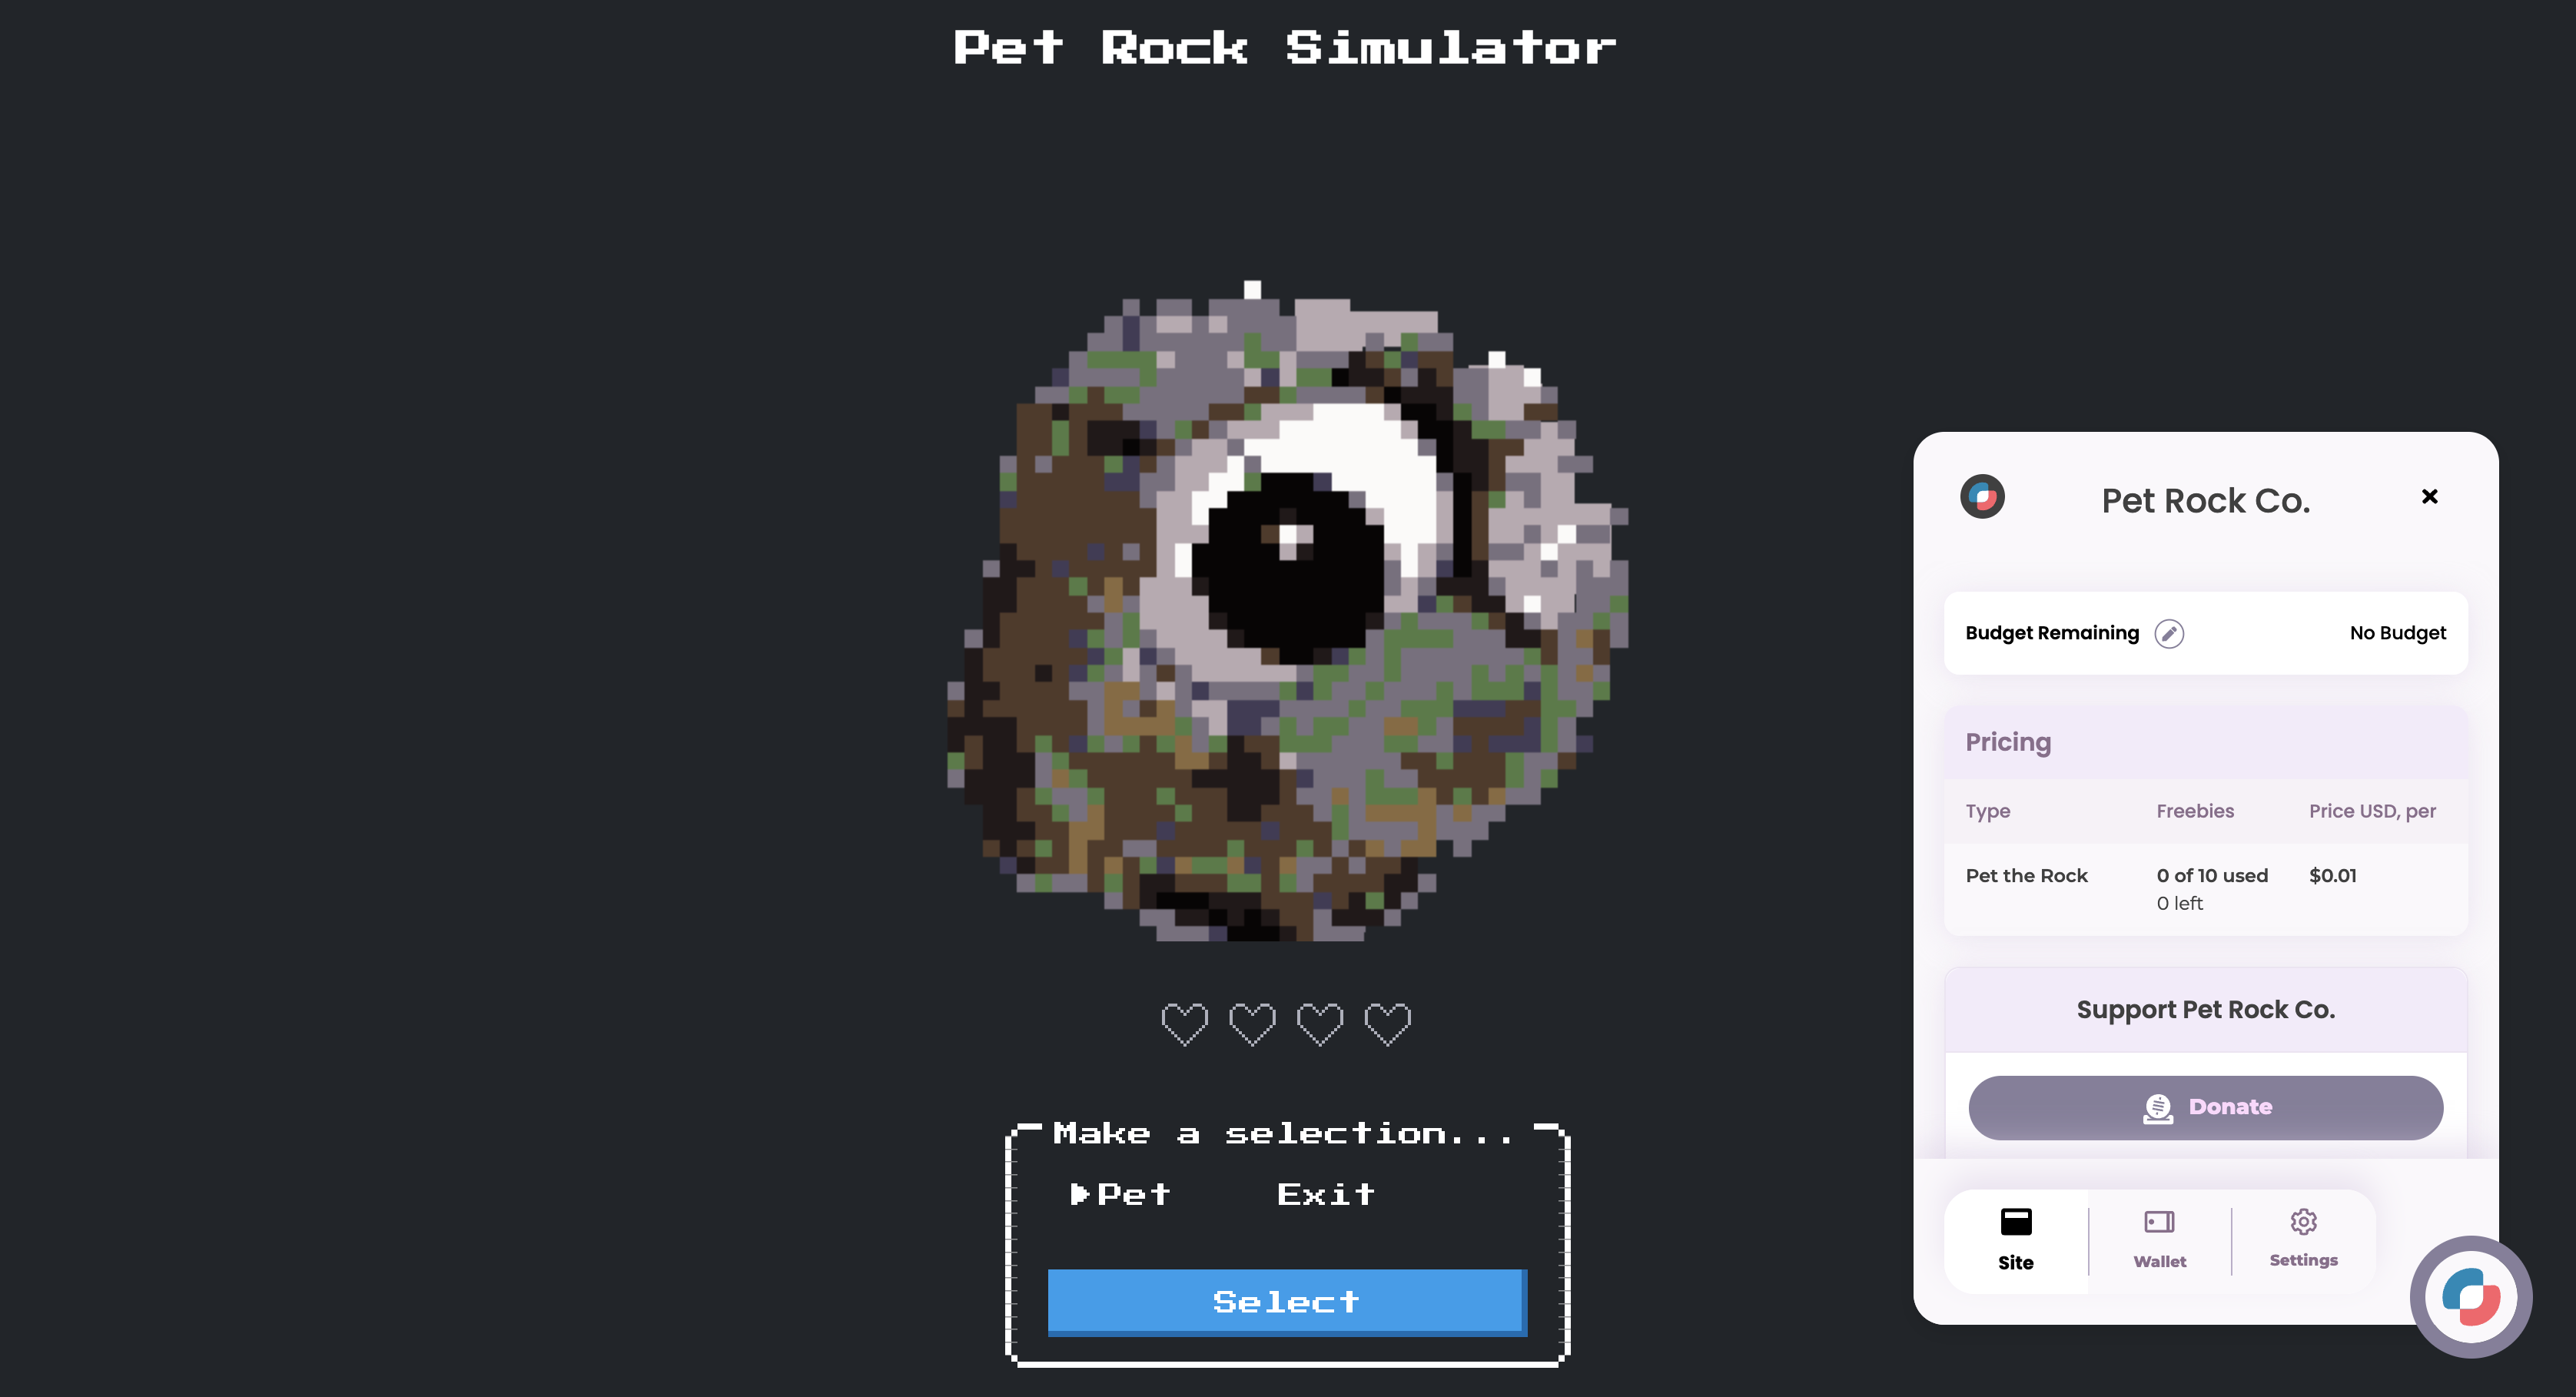 Pet Rock Simulator
Make a selection...
Pet Exit
Select
Pet Rock Co.
Budget Remaining No Budget
Pricing
Type Freebies Price USD, per
Pet the Rock 0 of 10 used $0.01
0 left
Support Pet Rock Co.
Donate
Site Wallet Settings